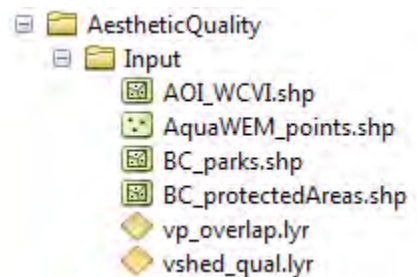 AestheticQuality
Input
AOI_WCVI.shp
AquaWEM_points.shp
BC_parks.shp
BC_protectedAreas.shp
vp_overlap.lyr
vshed_qual.lyr